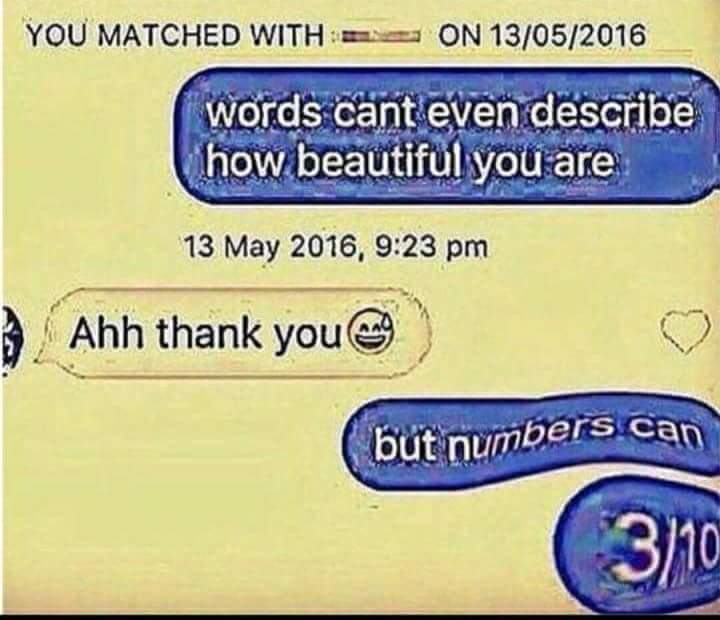 YOU MATCHED WITH ON 13/05/2016
words cant even describe
how beautiful you are
13 May 2016, 9:23 pm
Ahh thank you😅
but numbers can
3/10